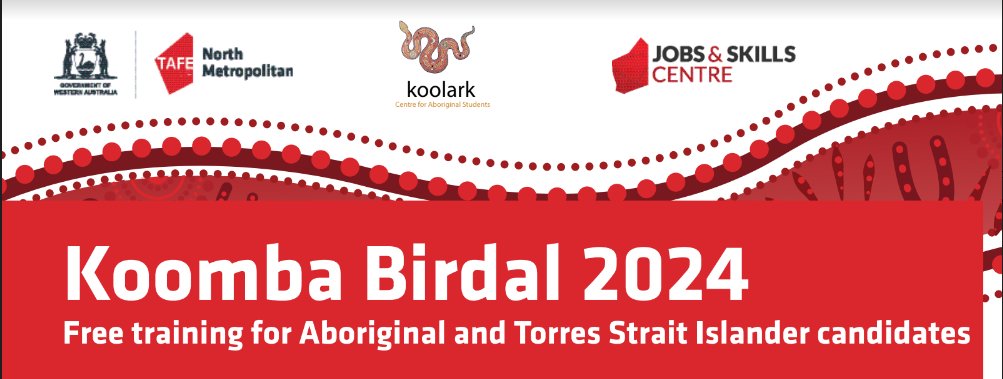 GOVERNMENT OF
WESTERN AUSTRALIA
TAFE
North
Metropolitan
koolark
Centre for Aboriginal Students
JOBS & SKILLS
CENTRE
Koomba Birdal 2024
Free training for Aboriginal and Torres Strait Islander candidates